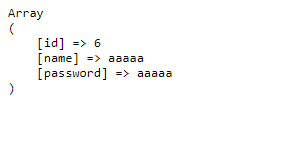 Array
(
    [id] => 6
    [name] => aaaaa
    [password] => aaaaa
)